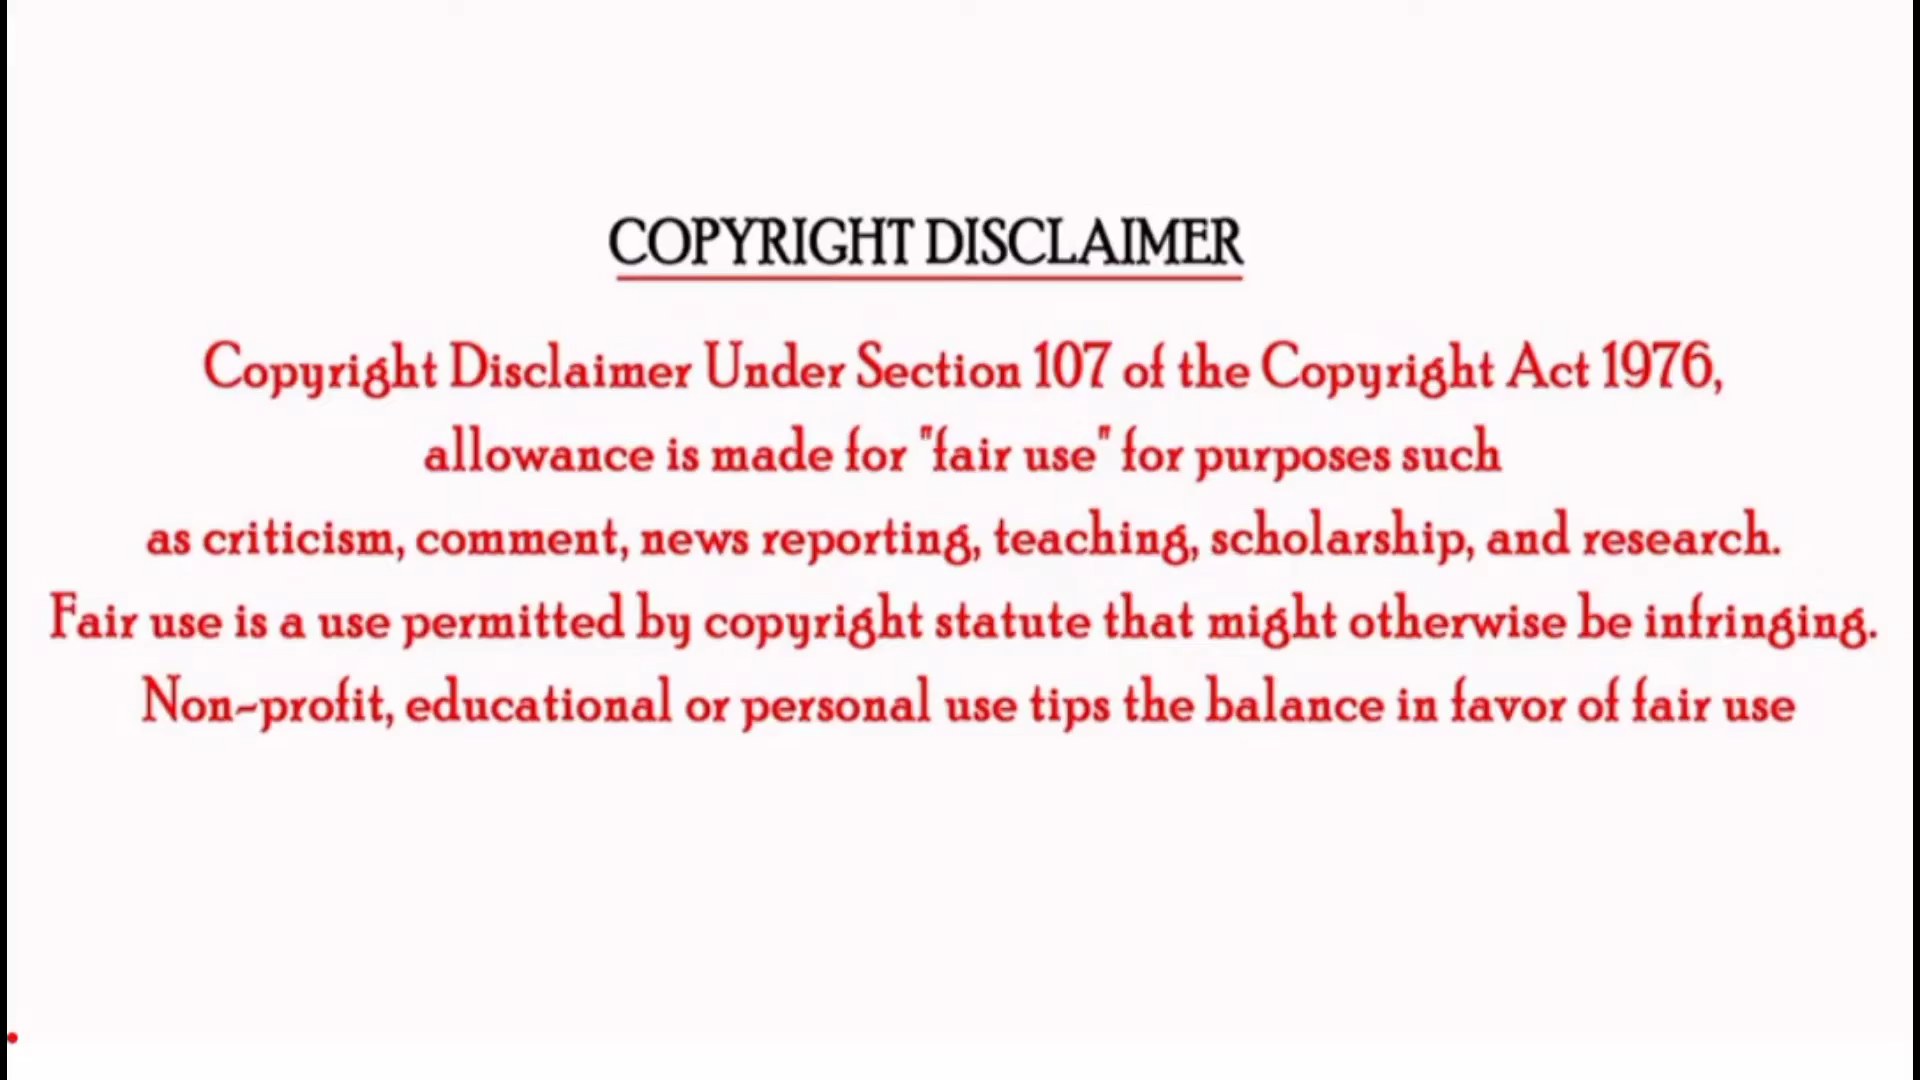 COPYRIGHT DISCLAIMER
Copyright Disclaimer Under Section 107 of the Copyright Act 1976,
allowance is made for "fair use" for purposes such
as criticism, comment, news reporting, teaching, scholarship, and research.
Fair use is a use permitted by copyright statute that might otherwise be infringing.
Non-profit, educational or personal use tips the balance in favor of fair use